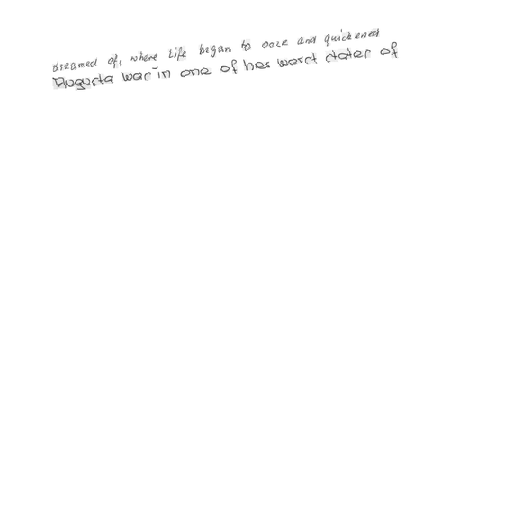 dreamed of, where life began to ooze and quickened
Augusta was in one of her worst states of